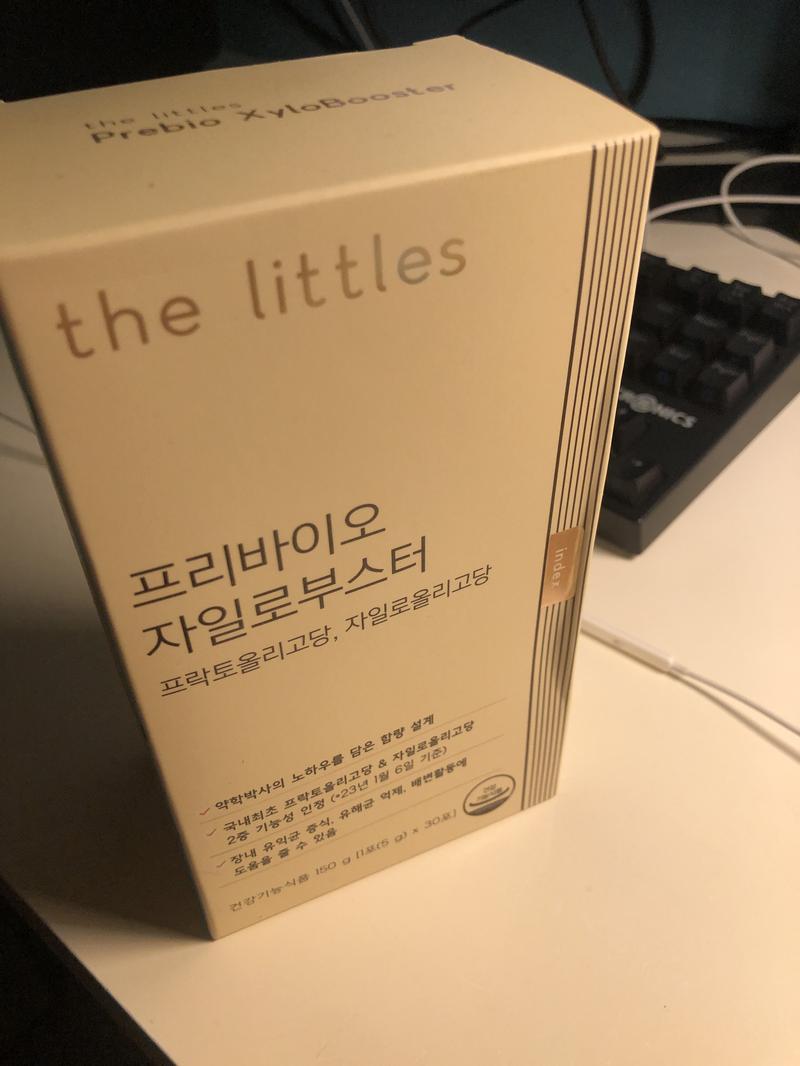 the littles
Prebio XyloBooster
the littles
프리바이오
자일로부스터
프락토올리고당, 자일로올리고당
index
약학박사의 노하우를 담은 함량 설계
국내최초 프락토올리고당 & 자일로올리고당
2중 기능성 인정 (*23년 1월 6일 기준)
장내 유익균 증식, 유해균 억제, 배변활동에
도움을 줄 수 있음
건강기능식품 150 g [1포(5 g) x 30포]
건강
기능식품